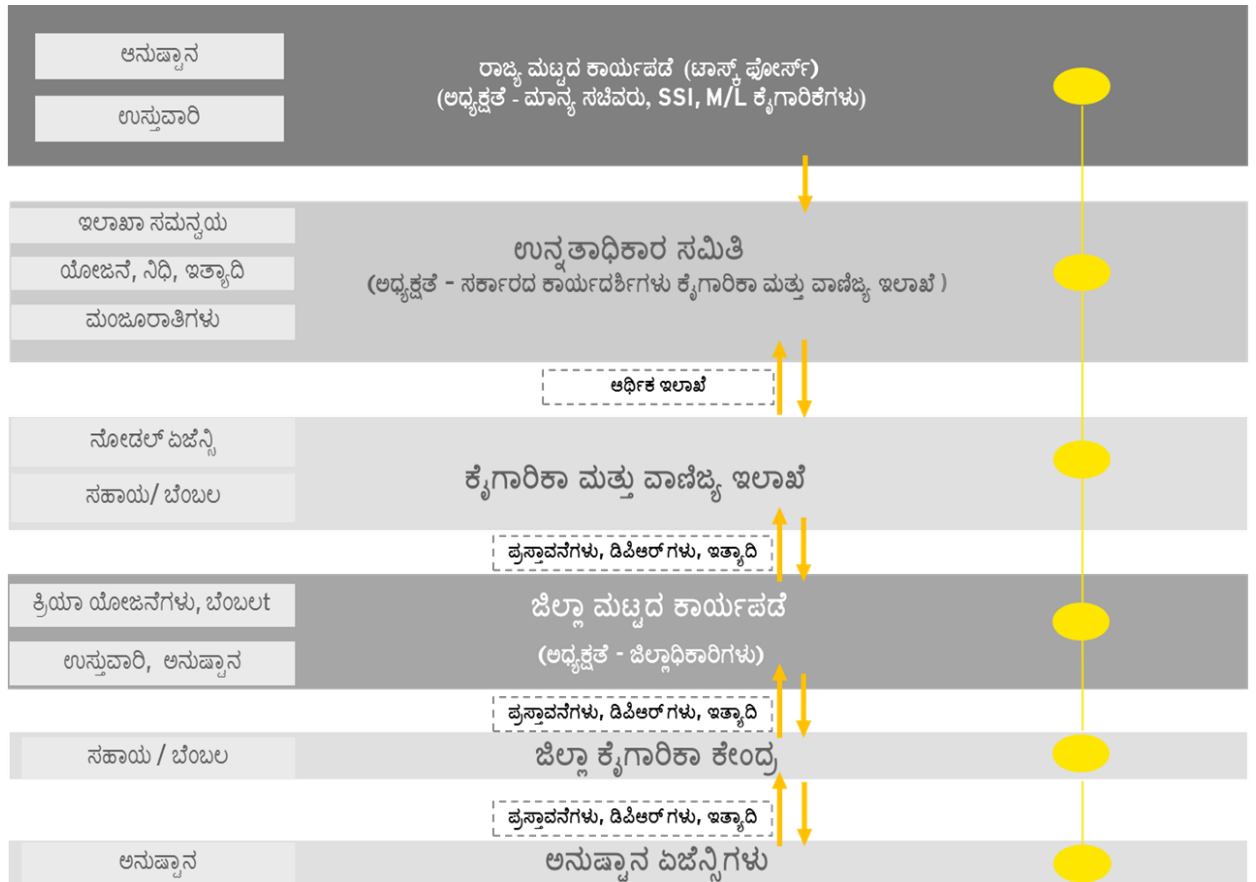 ಅನುಷ್ಠಾನ
ಉಸ್ತುವಾರಿ
ರಾಜ್ಯ ಮಟ್ಟದ ಕಾರ್ಯಪಡೆ (ಟಾಸ್ಕ್ ಫೋರ್ಸ್)
(ಅಧ್ಯಕ್ಷತೆ - ಮಾನ್ಯ ಸಚಿವರು, SSI, M/L ಕೈಗಾರಿಕೆಗಳು)
ಇಲಾಖಾ ಸಮನ್ವಯ
ಯೋಜನೆ, ನಿಧಿ, ಇತ್ಯಾದಿ
ಮಂಜೂರಾತಿಗಳು
ಉನ್ನತಾಧಿಕಾರ ಸಮಿತಿ
(ಅಧ್ಯಕ್ಷತೆ - ಸರ್ಕಾರದ ಕಾರ್ಯದರ್ಶಿಗಳು ಕೈಗಾರಿಕಾ ಮತ್ತು ವಾಣಿಜ್ಯ ಇಲಾಖೆ )
ಆರ್ಥಿಕ ಇಲಾಖೆ
ನೋಡಲ್ ಏಜೆನ್ಸಿ
ಸಹಾಯ/ ಬೆಂಬಲ
ಕೈಗಾರಿಕಾ ಮತ್ತು ವಾಣಿಜ್ಯ ಇಲಾಖೆ
ಪ್ರಸ್ತಾವನೆಗಳು, ಡಿಪಿಆರ್ ಗಳು, ಇತ್ಯಾದಿ
ಕ್ರಿಯಾ ಯೋಜನೆಗಳು, ಬೆಂಬಲt
ಉಸ್ತುವಾರಿ, ಅನುಷ್ಠಾನ
ಜಿಲ್ಲಾ ಮಟ್ಟದ ಕಾರ್ಯಪಡೆ
(ಅಧ್ಯಕ್ಷತೆ - ಜಿಲ್ಲಾಧಿಕಾರಿಗಳು)
ಪ್ರಸ್ತಾವನೆಗಳು, ಡಿಪಿಆರ್ ಗಳು, ಇತ್ಯಾದಿ
ಸಹಾಯ / ಬೆಂಬಲ
ಜಿಲ್ಲಾ ಕೈಗಾರಿಕಾ ಕೇಂದ್ರ
ಪ್ರಸ್ತಾವನೆಗಳು, ಡಿಪಿಆರ್ ಗಳು, ಇತ್ಯಾದಿ
ಅನುಷ್ಠಾನ
ಅನುಷ್ಠಾನ ಏಜೆನ್ಸಿಗಳು